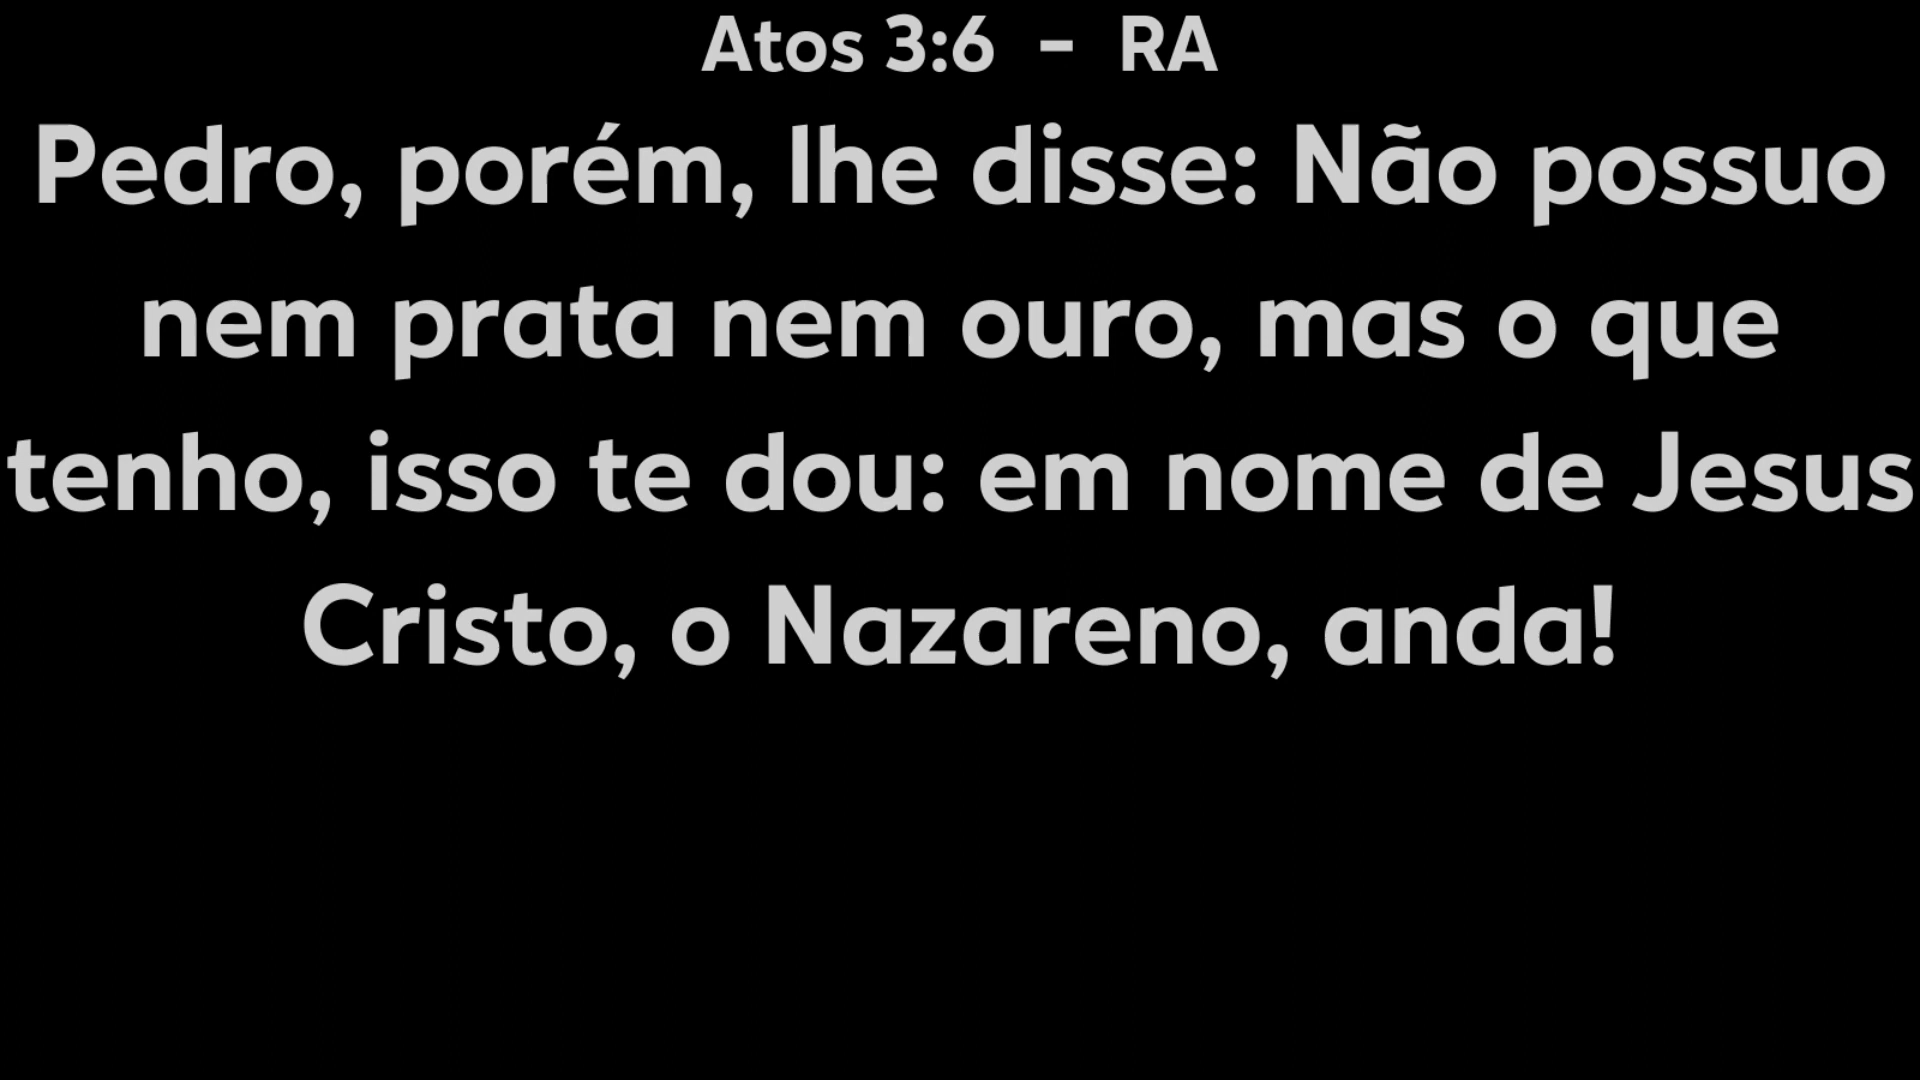 Atos 3:6 - RA
Pedro, porém, lhe disse: Não possuo
nem prata nem ouro, mas o que
tenho, isso te dou: em nome de Jesus
Cristo, o Nazareno, anda!